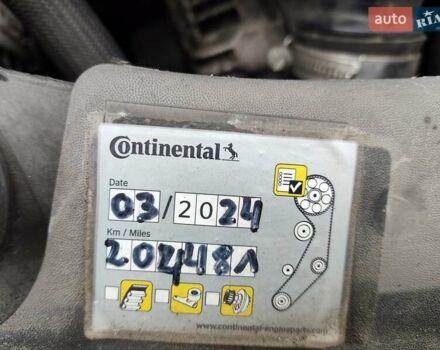 auto RIA
Continental
Date
03/2024
Km / Miles
202481
www.continental-engineparts.com